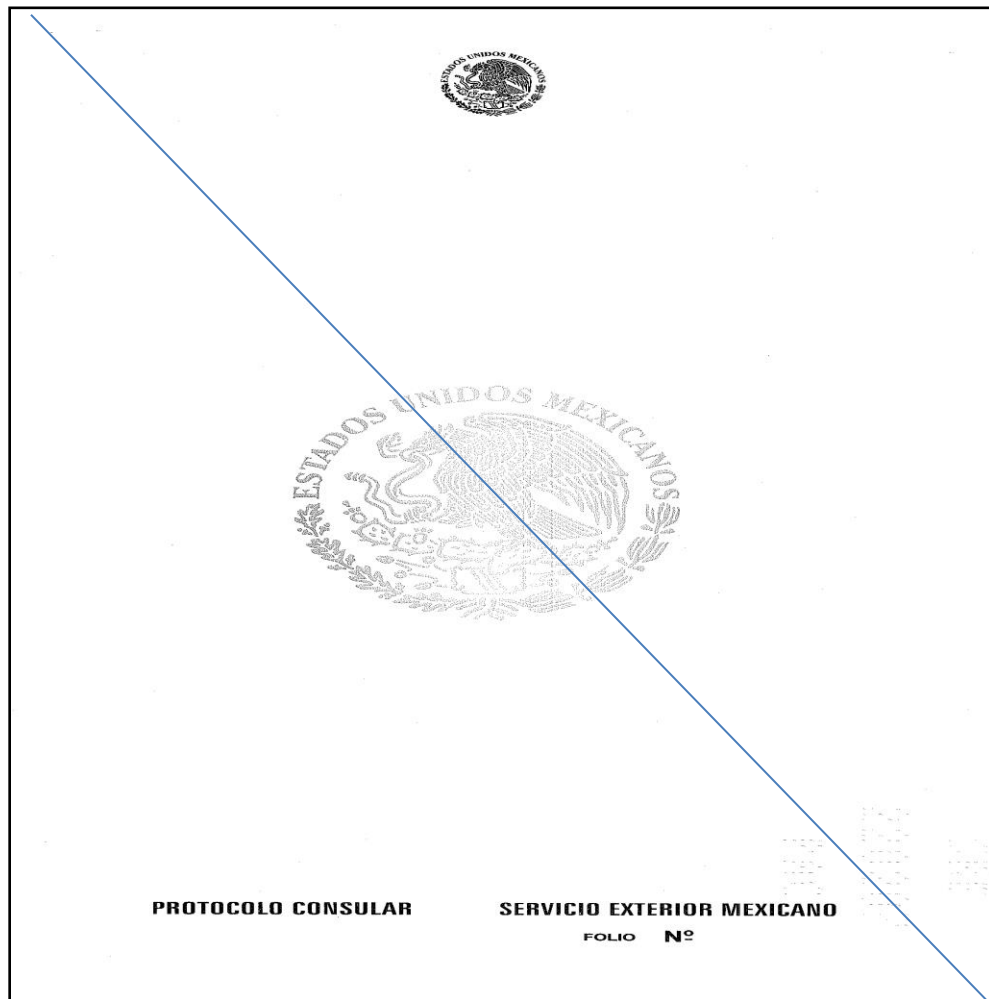 ESTADOS UNIDOS MEXICANOS
ESTADOS UNIDOS MEXICANOS
PROTOCOLO CONSULAR SERVICIO EXTERIOR MEXICANO
FOLIO Nº